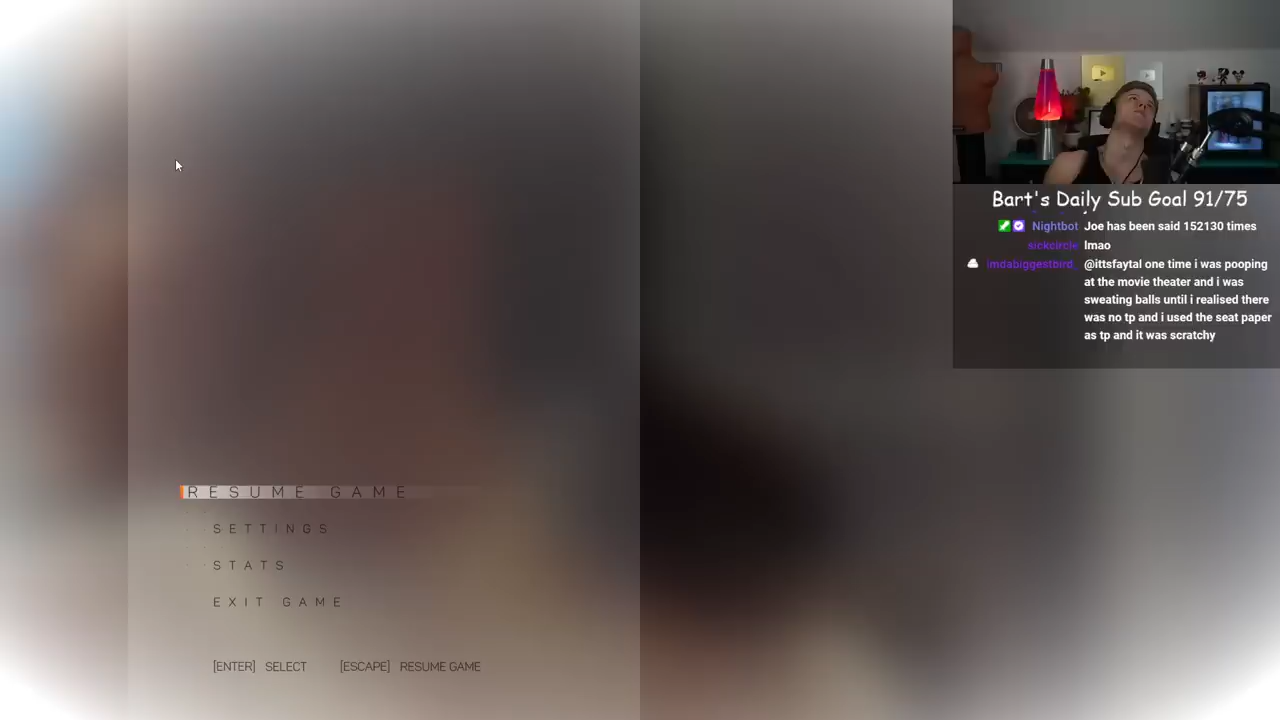 Bart's Daily Sub Goal 91/75
Nightbot Joe has been said 152130 times
sickcircle lmao
imdabiggestbird @ittsfaytal one time i was pooping
at the movie theater and i was
sweating balls until i realised there
was no tp and i used the seat paper
as tp and it was scratchy
RESUME GAME
SETTINGS
STATS
EXIT GAME
[ENTER] SELECT [ESCAPE] RESUME GAME